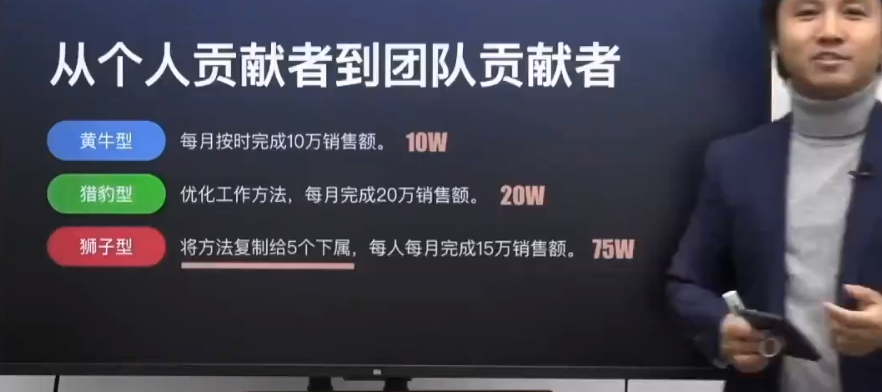 从个人贡献者到团队贡献者
黄牛型 每月按时完成10万销售额。 10W
猎豹型 优化工作方法，每月完成20万销售额。 20W
狮子型 将方法复制给5个下属，每人每月完成15万销售额。 75W